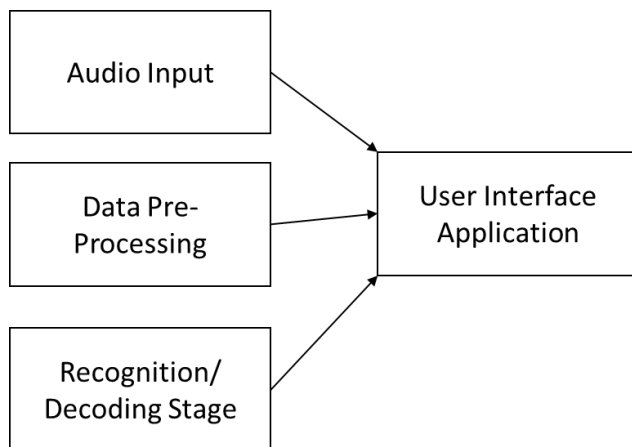 Audio Input
Data Pre-
Processing
User Interface
Application
Recognition/
Decoding Stage